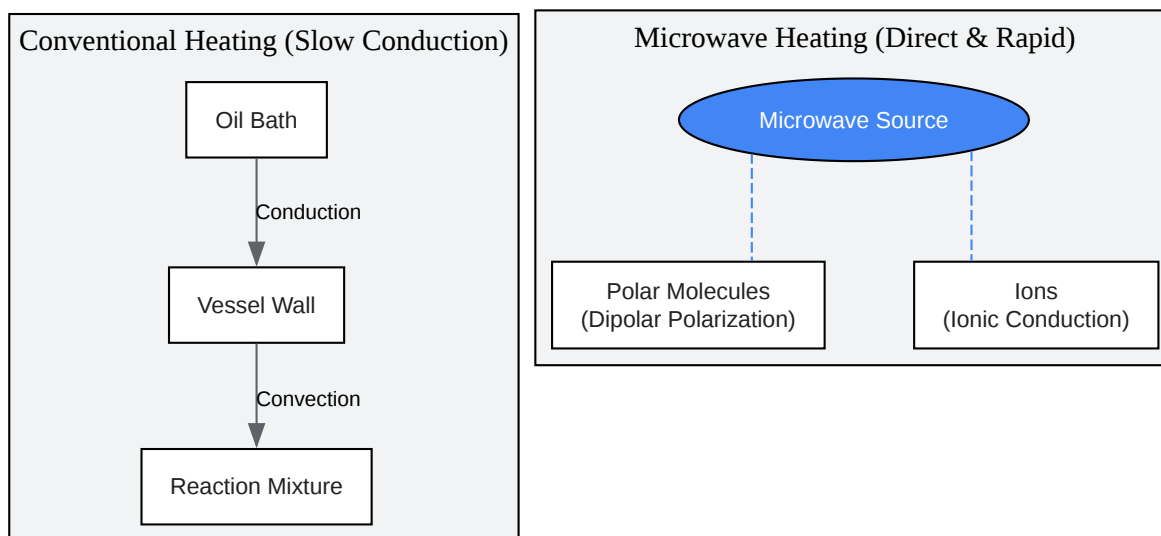 Conventional Heating (Slow Conduction)
Oil Bath
Conduction
Vessel Wall
Convection
Reaction Mixture
Microwave Heating (Direct & Rapid)
Microwave Source
Polar Molecules
(Dipolar Polarization)
Ions
(Ionic Conduction)